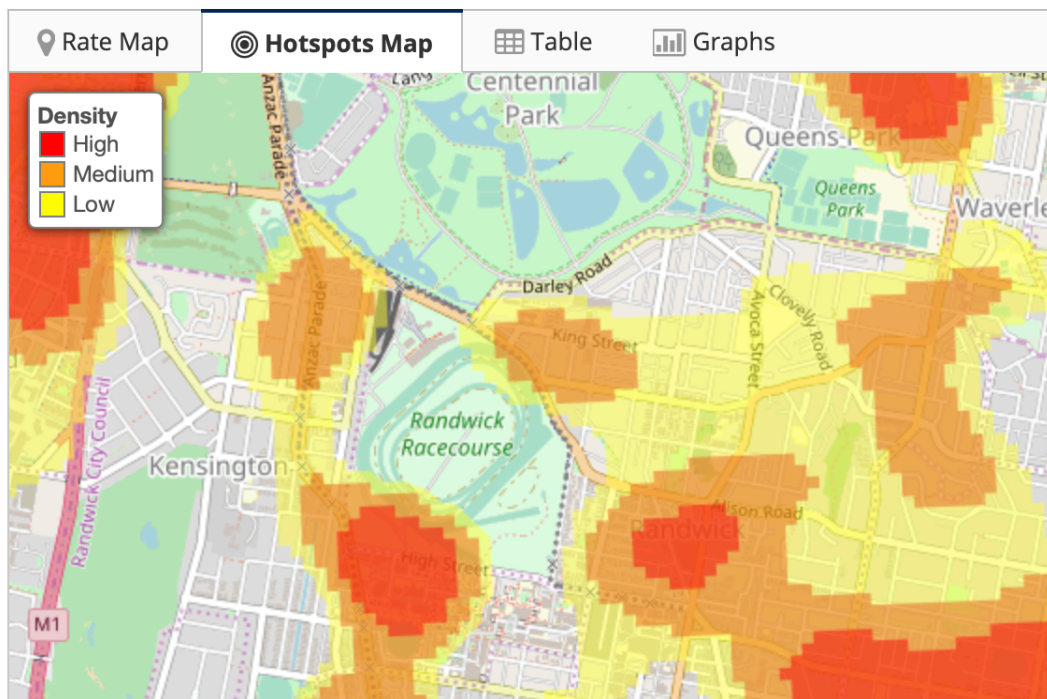 Rate Map
Hotspots Map
Table
Graphs
Density
High
Medium
Low
Anzac Parade
Lang
Centennial
Park
Queens Park
Queens
Park
Waverle
Darley Road
Anzac Parade
King Street
Avoca Street
Clovelly Road
Randwick
Racecourse
Randwick City Council
Kensington
Alison Road
Randwick
High Street
M1